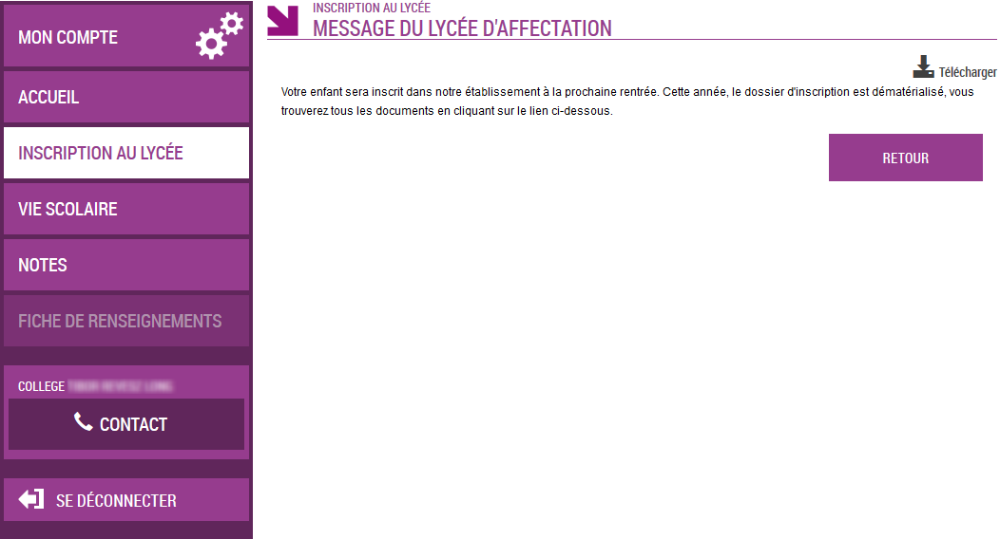 MON COMPTE
ACCUEIL
INSCRIPTION AU LYCÉE
VIE SCOLAIRE
NOTES
FICHE DE RENSEIGNEMENTS
COLLEGE
CONTACT
SE DÉCONNECTER
INSCRIPTION AU LYCÉE
MESSAGE DU LYCÉE D'AFFECTATION
Télécharger
Votre enfant sera inscrit dans notre établissement à la prochaine rentrée. Cette année, le dossier d'inscription est dématérialisé, vous
trouverez tous les documents en cliquant sur le lien ci-dessous.
RETOUR